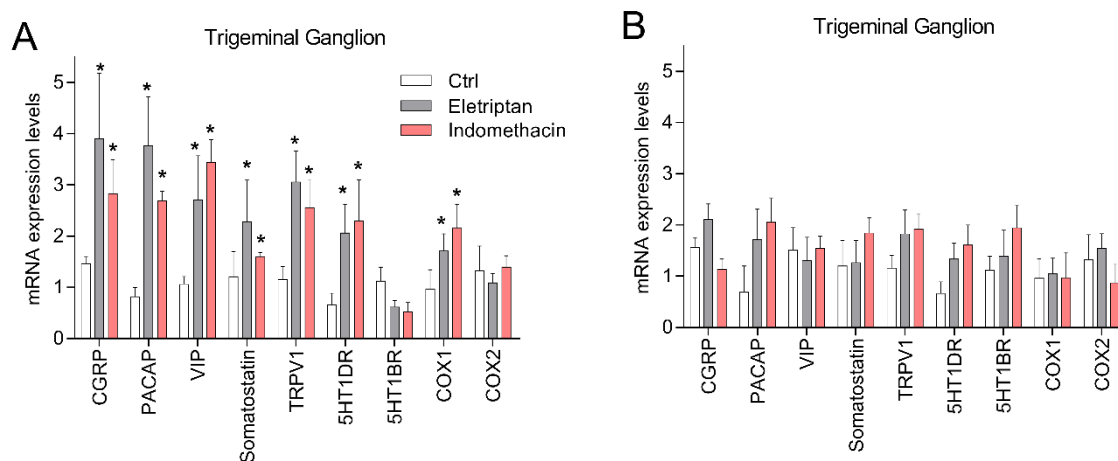 A
Trigeminal Ganglion
mRNA expression levels
5
4
3
2
1
0
* * * * * * * * * * * * * *
Ctrl
Eletriptan
Indomethacin
CGRP
PACAP
VIP
Somatostatin
TRPV1
5HT1DR
5HT1BR
COX1
COX2
B
Trigeminal Ganglion
mRNA expression levels
5
4
3
2
1
0
CGRP
PACAP
VIP
Somatostatin
TRPV1
5HT1DR
5HT1BR
COX1
COX2